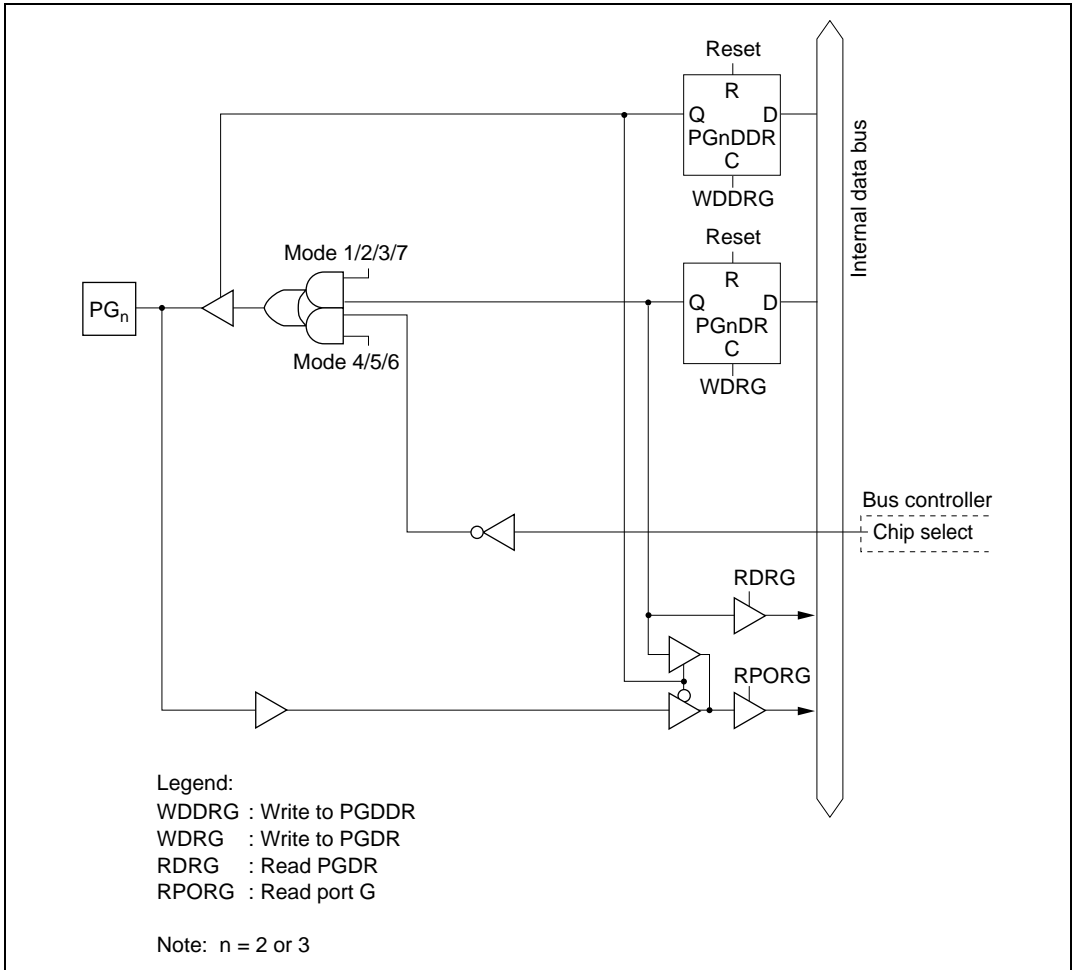 Reset
R
Q D
PGnDDR
C
WDDRG
Internal data bus
Reset
Mode 1/2/3/7
R
Q D
PGnDR
C
WDRG
PGn
Mode 4/5/6
Bus controller
Chip select
RDRG
RPORG
Legend:
WDDRG : Write to PGDDR
WDRG : Write to PGDR
RDRG : Read PGDR
RPORG : Read port G
Note: n = 2 or 3